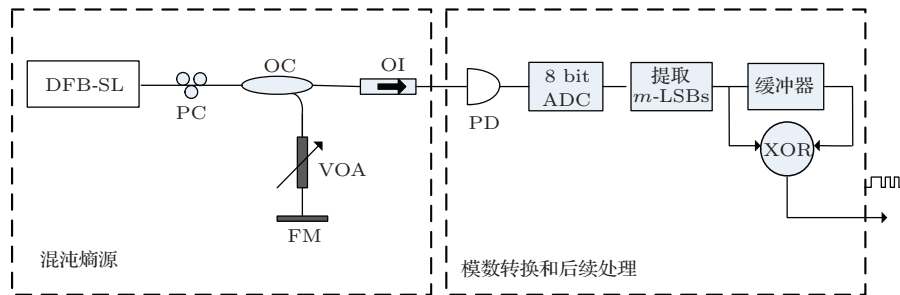 DFB-SL
PC
OC
OI
VOA
FM
混沌熵源
PD
8 bit
ADC
提取
m-LSBs
缓冲器
XOR
模数转换和后续处理